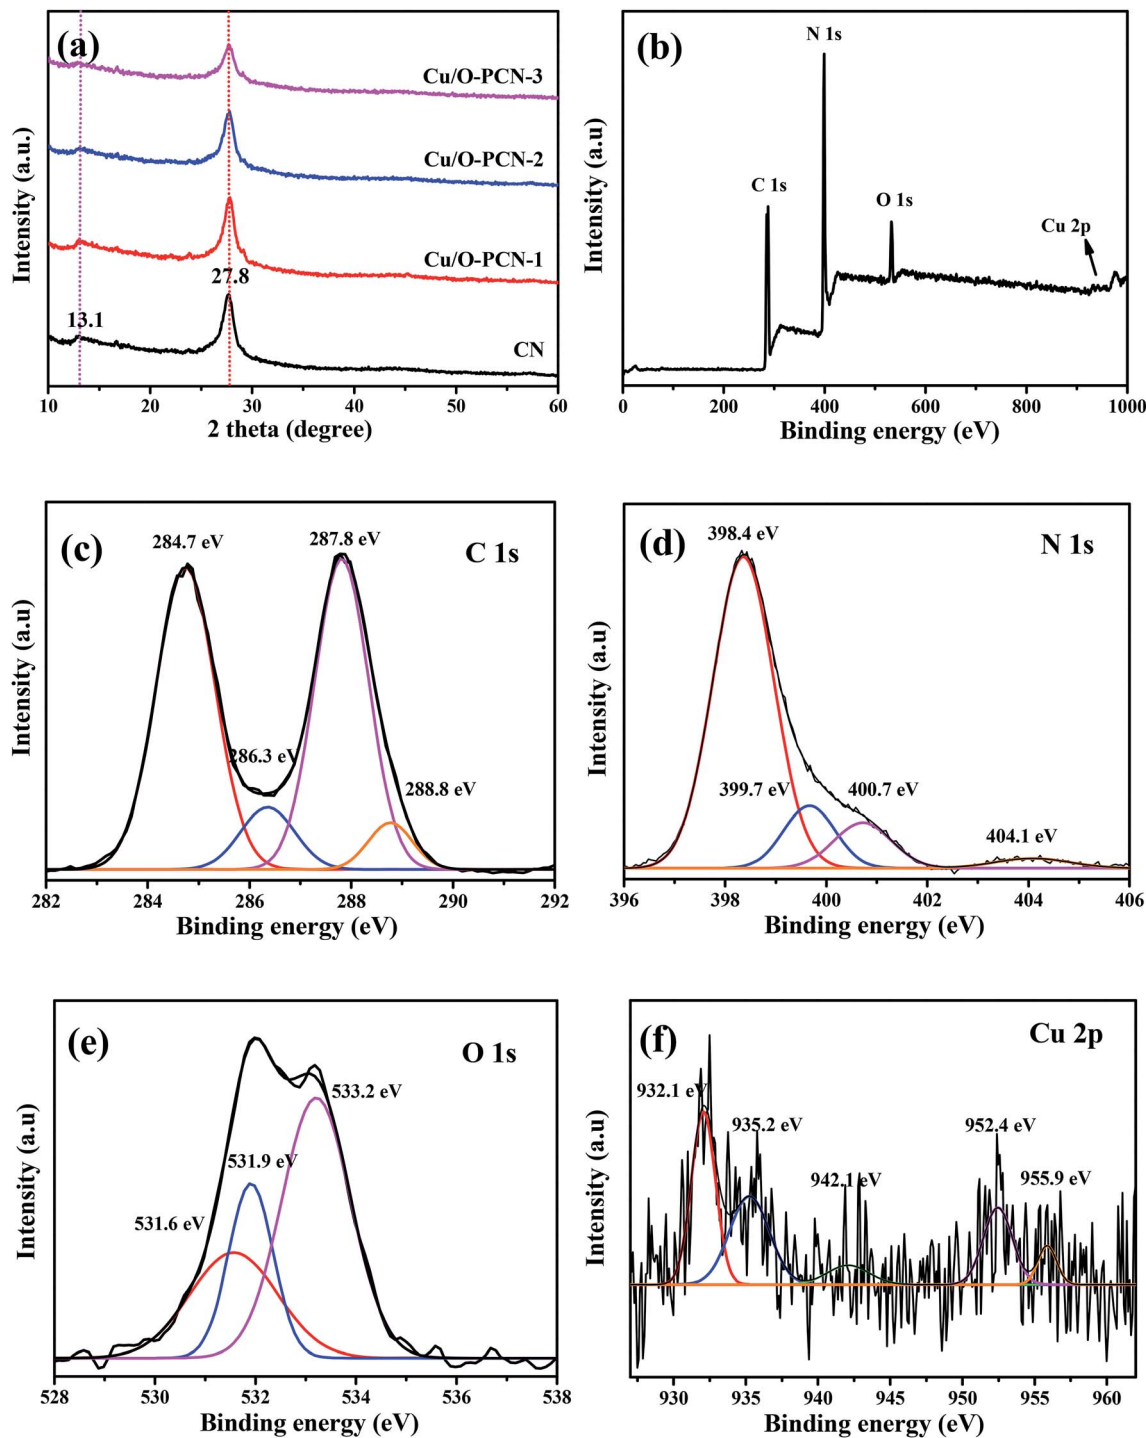 (a)
Cu/O-PCN-3
Cu/O-PCN-2
Cu/O-PCN-1
27.8
13.1
CN
Intensity (a.u.)
10 20 30 40 50 60
2 theta (degree)
(b)
N 1s
C 1s
O 1s
Cu 2p
Intensity (a.u)
0 200 400 600 800 1000
Binding energy (eV)
(c)
284.7 eV
287.8 eV
C 1s
286.3 eV
288.8 eV
Intensity (a.u)
282 284 286 288 290 292
Binding energy (eV)
(d)
398.4 eV
N 1s
399.7 eV
400.7 eV
404.1 eV
Intensity (a.u)
396 398 400 402 404 406
Binding energy (eV)
(e)
O 1s
533.2 eV
531.9 eV
531.6 eV
Intensity (a.u)
528 530 532 534 536 538
Binding energy (eV)
(f)
Cu 2p
932.1 eV
935.2 eV
952.4 eV
942.1 eV
955.9 eV
Intensity (a.u)
930 935 940 945 950 955 960
Binding energy (eV)